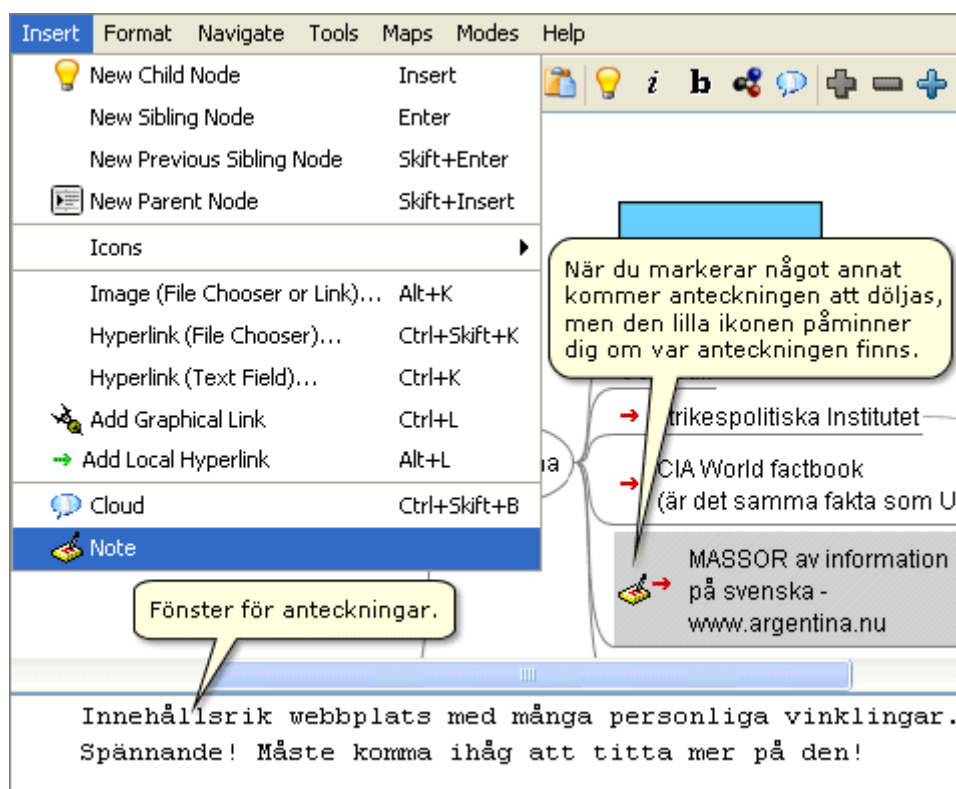 Insert Format Navigate Tools Maps Modes Help
New Child Node Insert
New Sibling Node Enter
New Previous Sibling Node Skift+Enter
New Parent Node Skift+Insert
Icons
Image (File Chooser or Link)... Alt+K
Hyperlink (File Chooser)... Ctrl+Skift+K
Hyperlink (Text Field)... Ctrl+K
Add Graphical Link Ctrl+L
Add Local Hyperlink Alt+L
Cloud Ctrl+Skift+B
Note
i b
När du markerar något annat
kommer anteckningen att döljas,
men den lilla ikonen påminner
dig om var anteckningen finns.
trikespolitiska Institutet
na
CIA World factbook
(är det samma fakta som U
MASSOR av information
på svenska -
www.argentina.nu
Fönster för anteckningar.
Innehållsrik webbplats med många personliga vinklingar.
Spännande! Måste komma ihåg att titta mer på den!